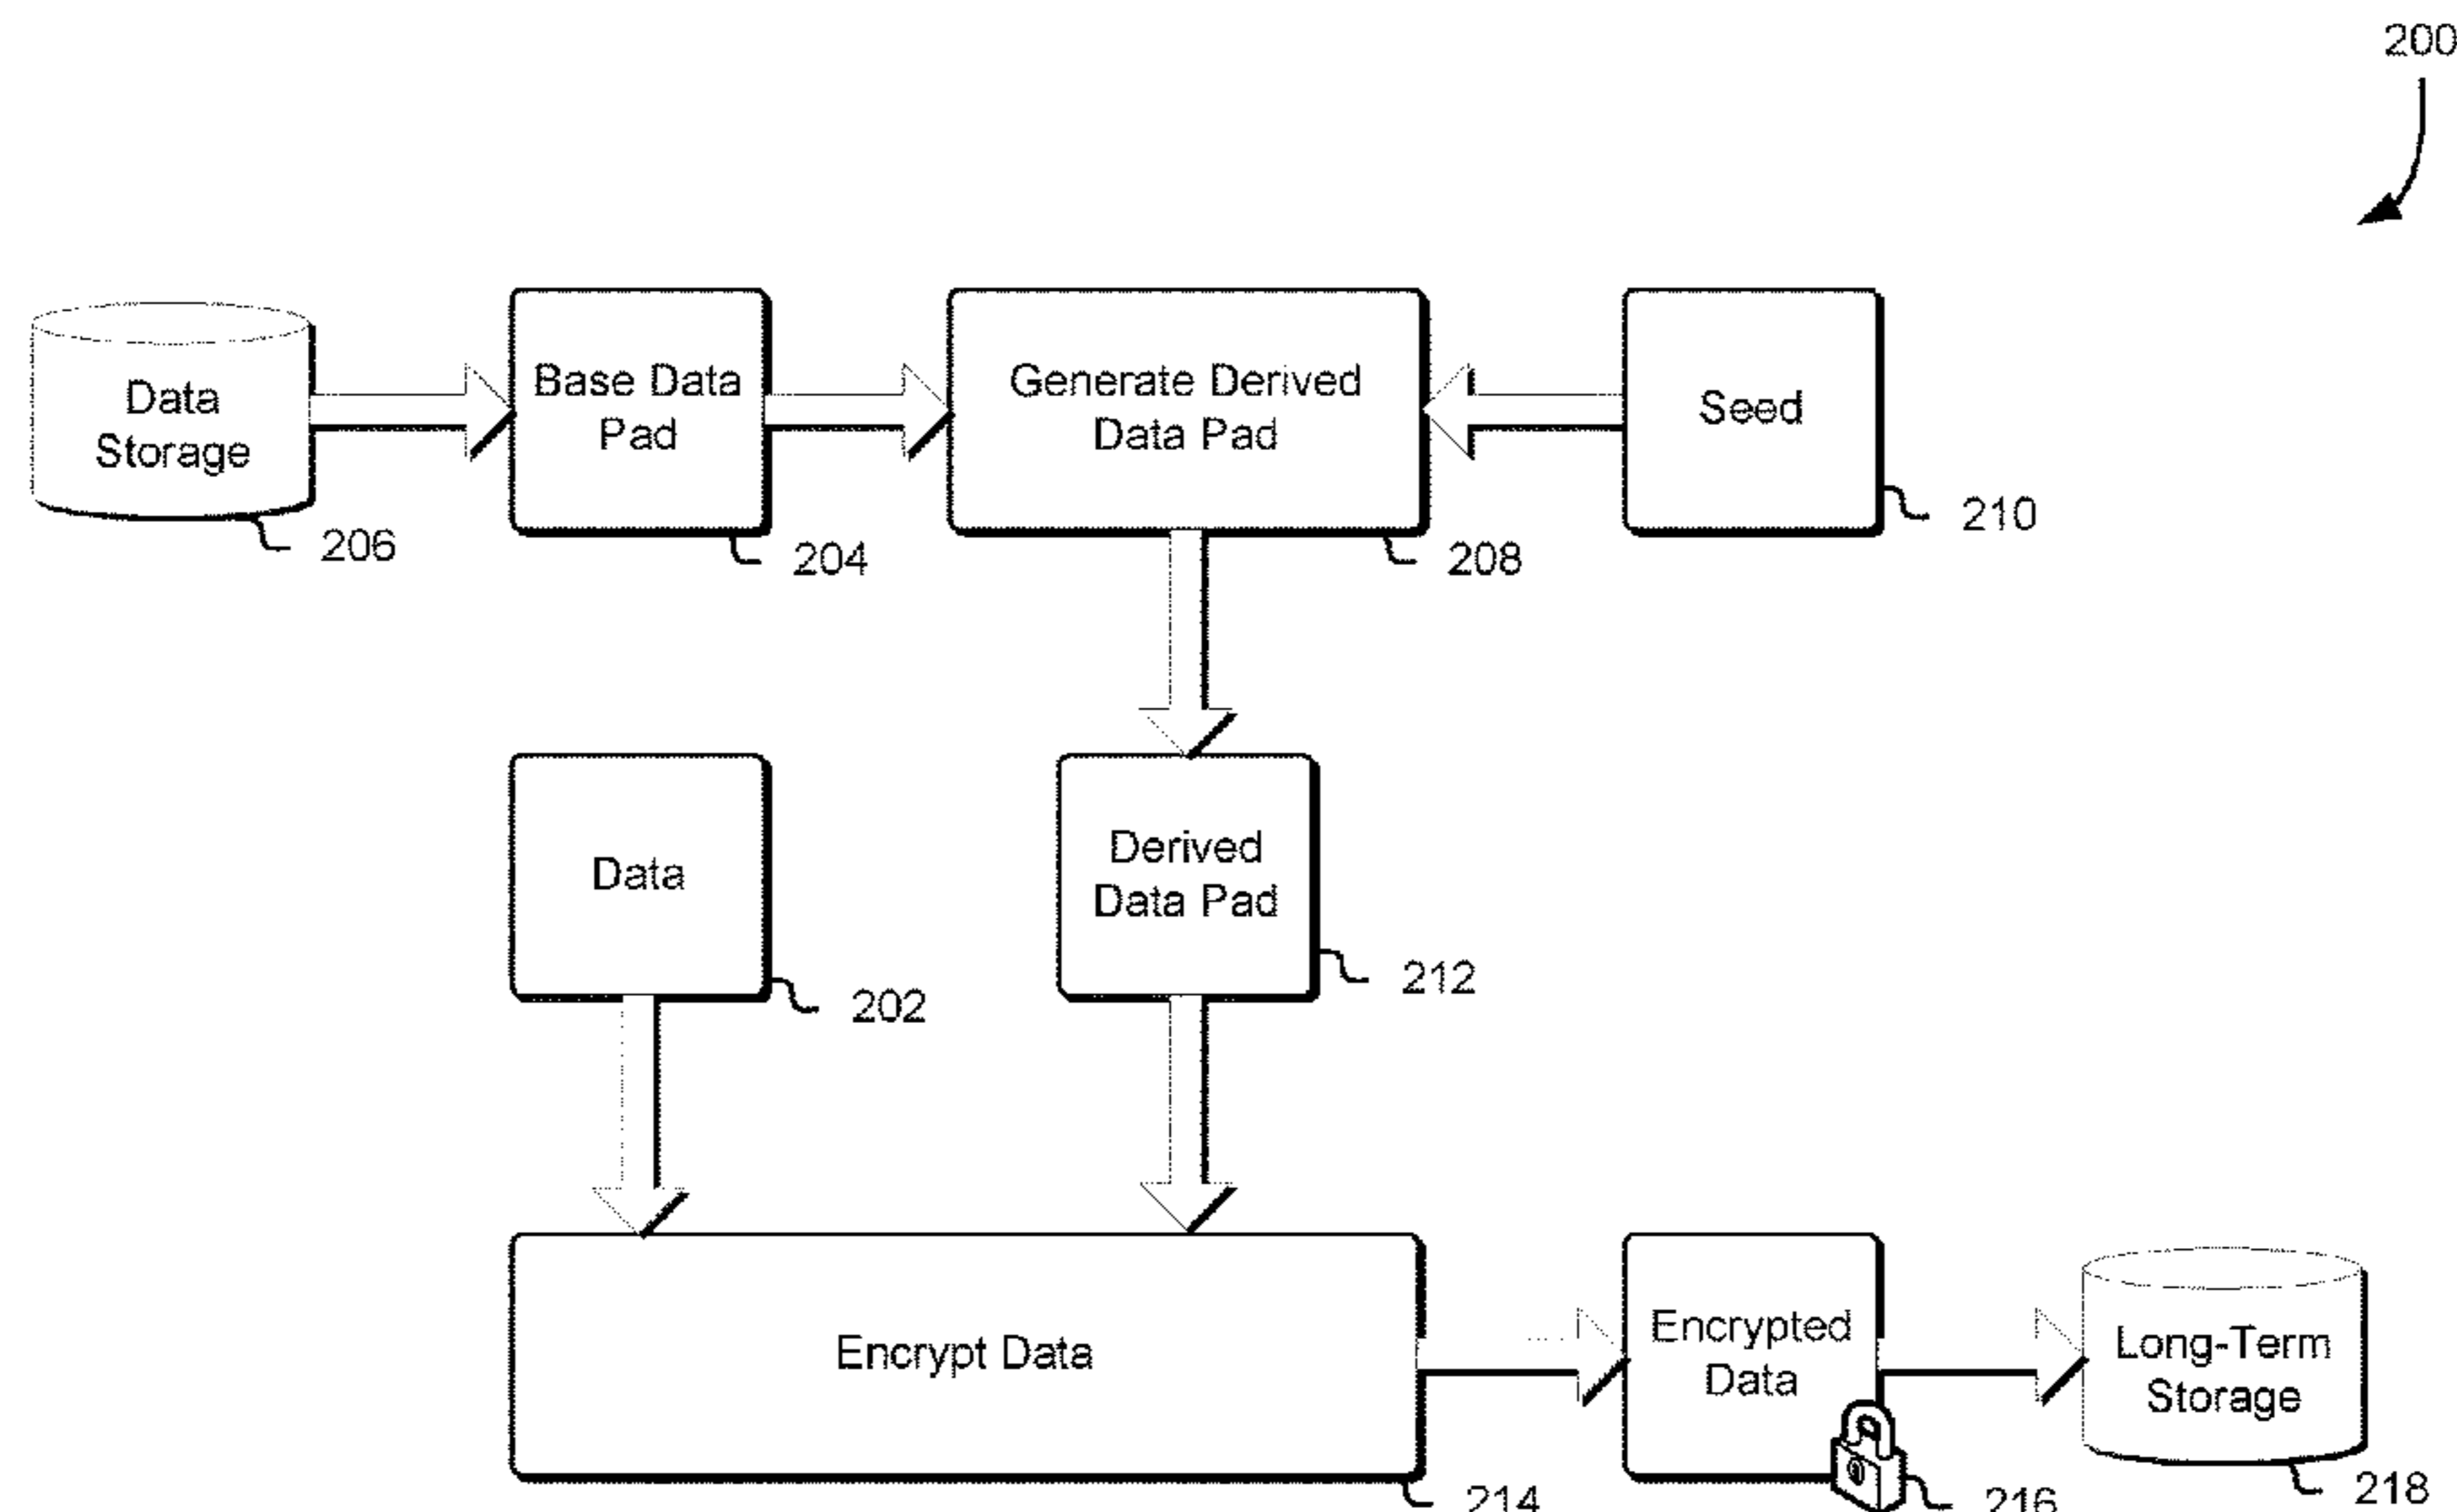 200
Data
Storage
206
Base Data
Pad
204
Generate Derived
Data Pad
208
Seed
210
Data
202
Derived
Data Pad
212
Encrypt Data
214
Encrypted
Data
216
Long-Term
Storage
218